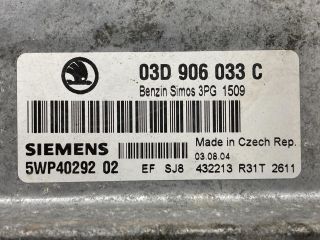 03D 906 033 C
Benzin Simos 3PG 1509
SIEMENS
Made in Czech Rep.
03.08.04
5WP40292 02
EF SJ8 432213 R31T 2611